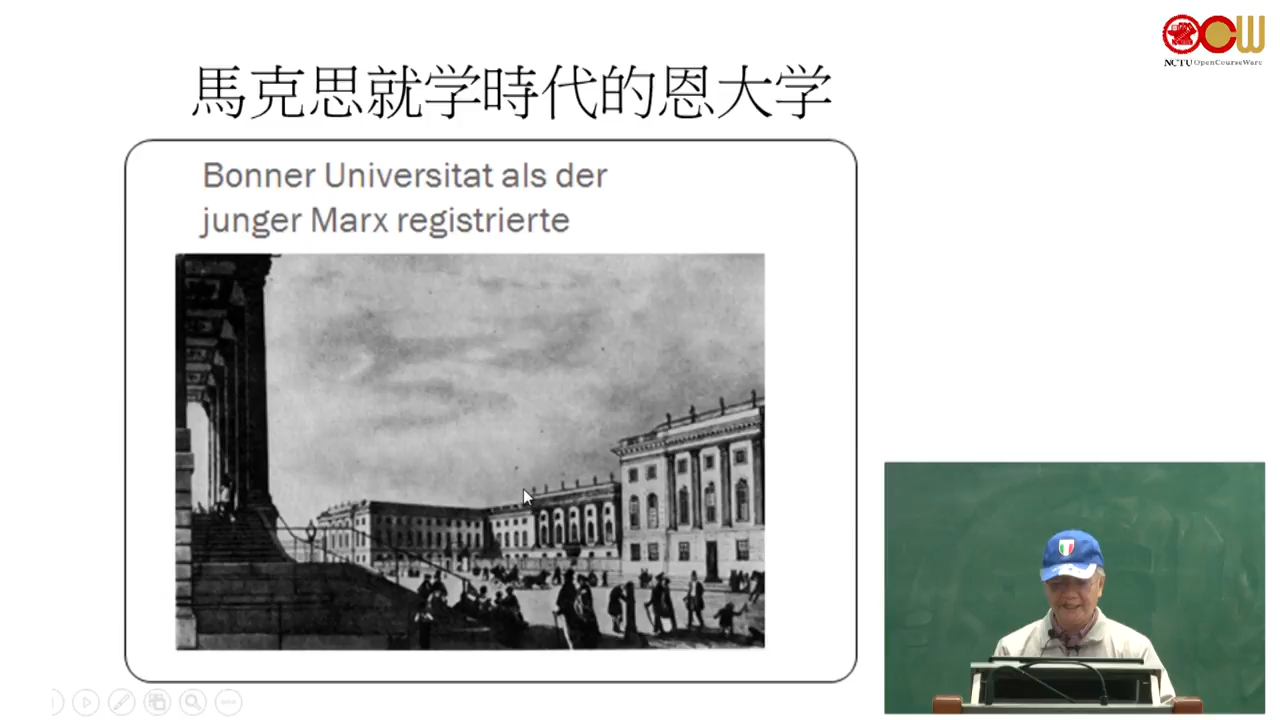 馬克思就学時代的恩大学
Bonner Universitat als der
junger Marx registrierte
OCW
NCTU OpenCourseWare